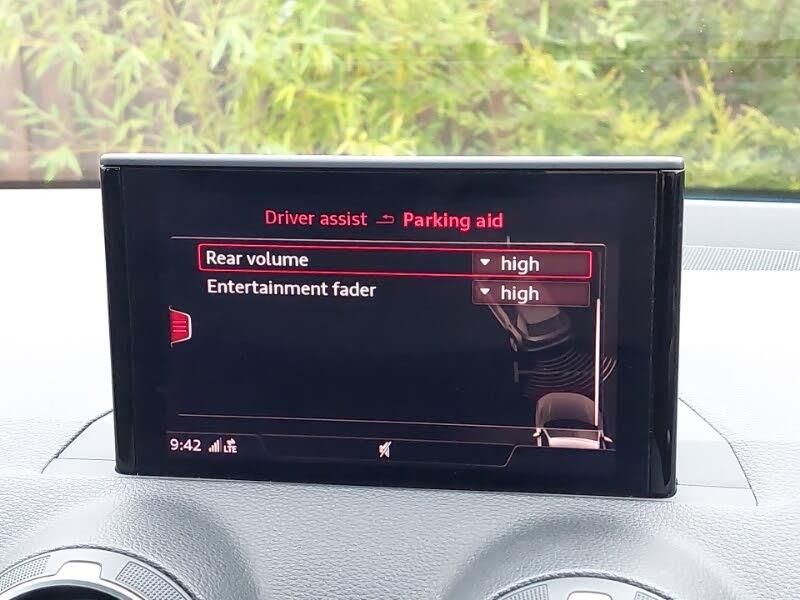 Driver assist Parking aid
Rear volume high
Entertainment fader high
9:42 LTE